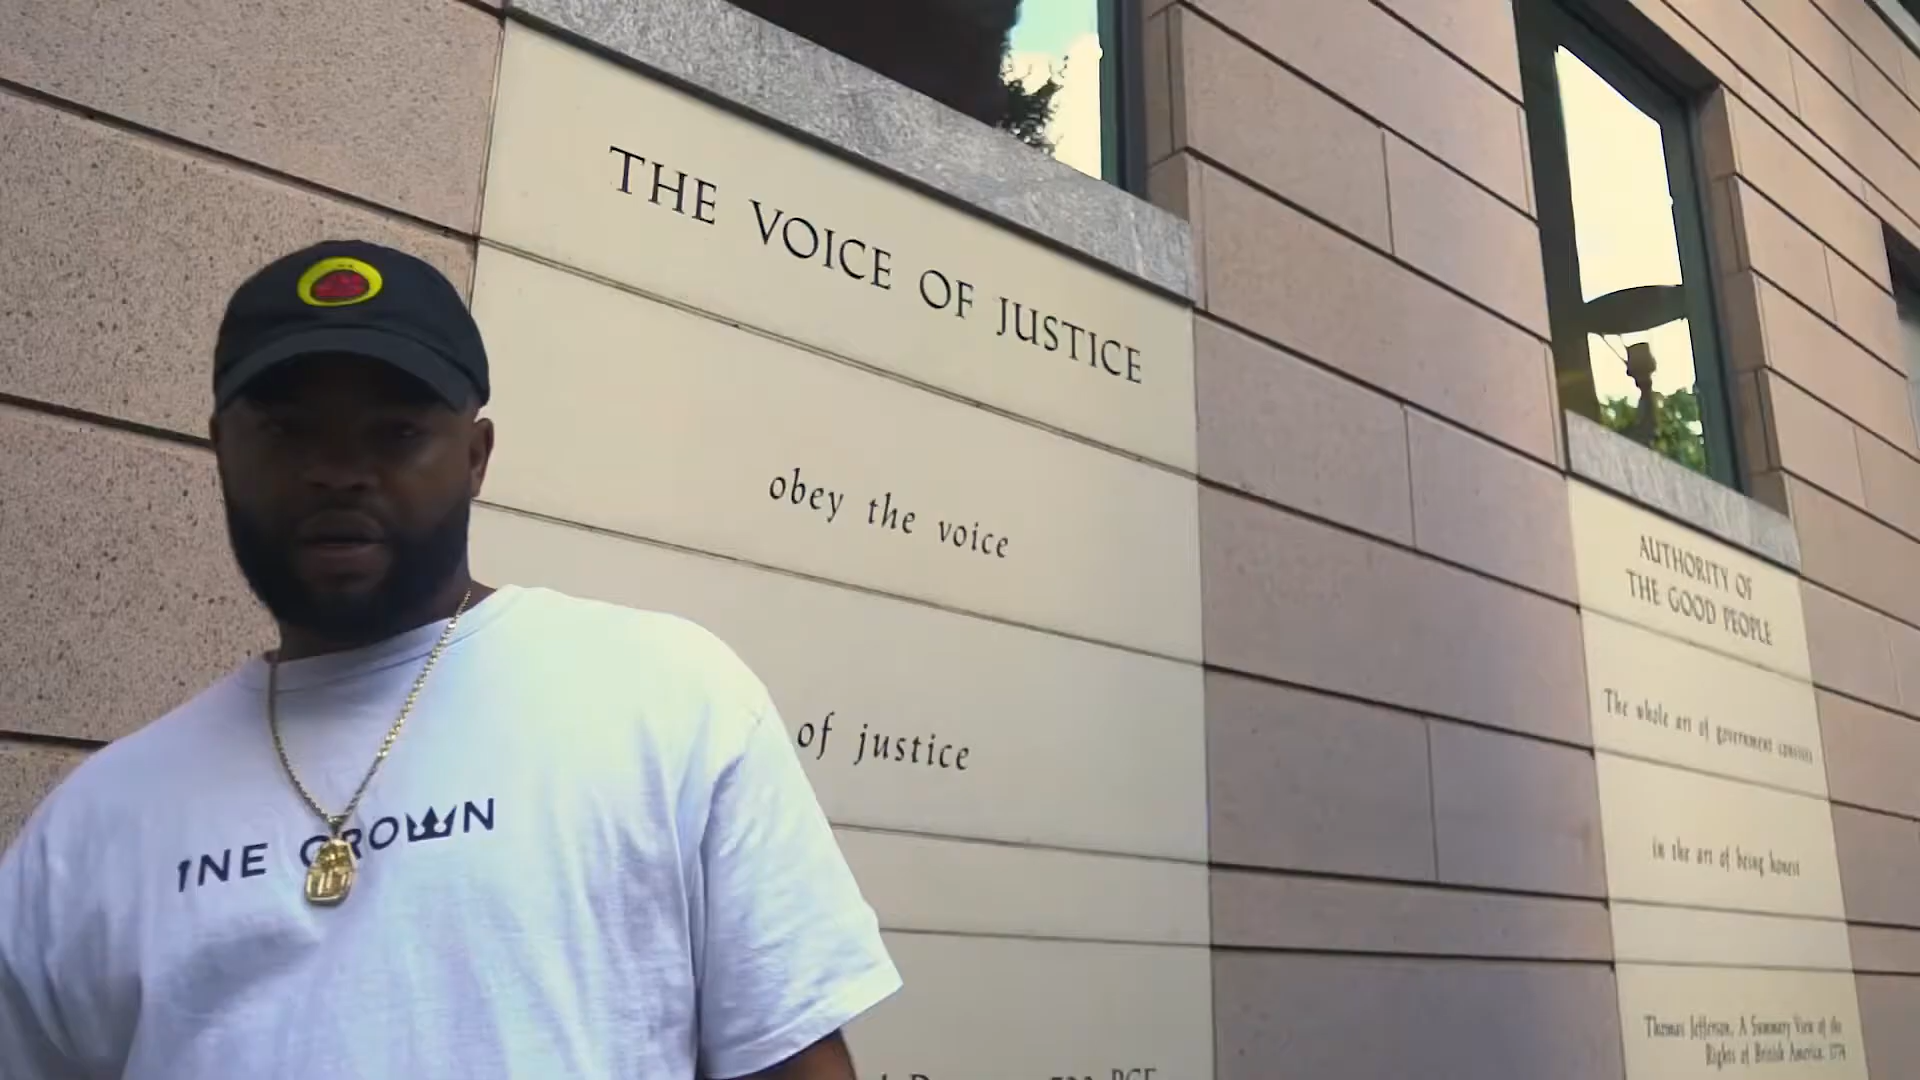 THE VOICE OF JUSTICE
obey the voice
of justice
AUTHORITY OF
THE GOOD PEOPLE
The whole art of government consists
in the art of being honest
Thomas Jefferson, A Summary View of the
Rights of British America, 1774
1NE CROWN